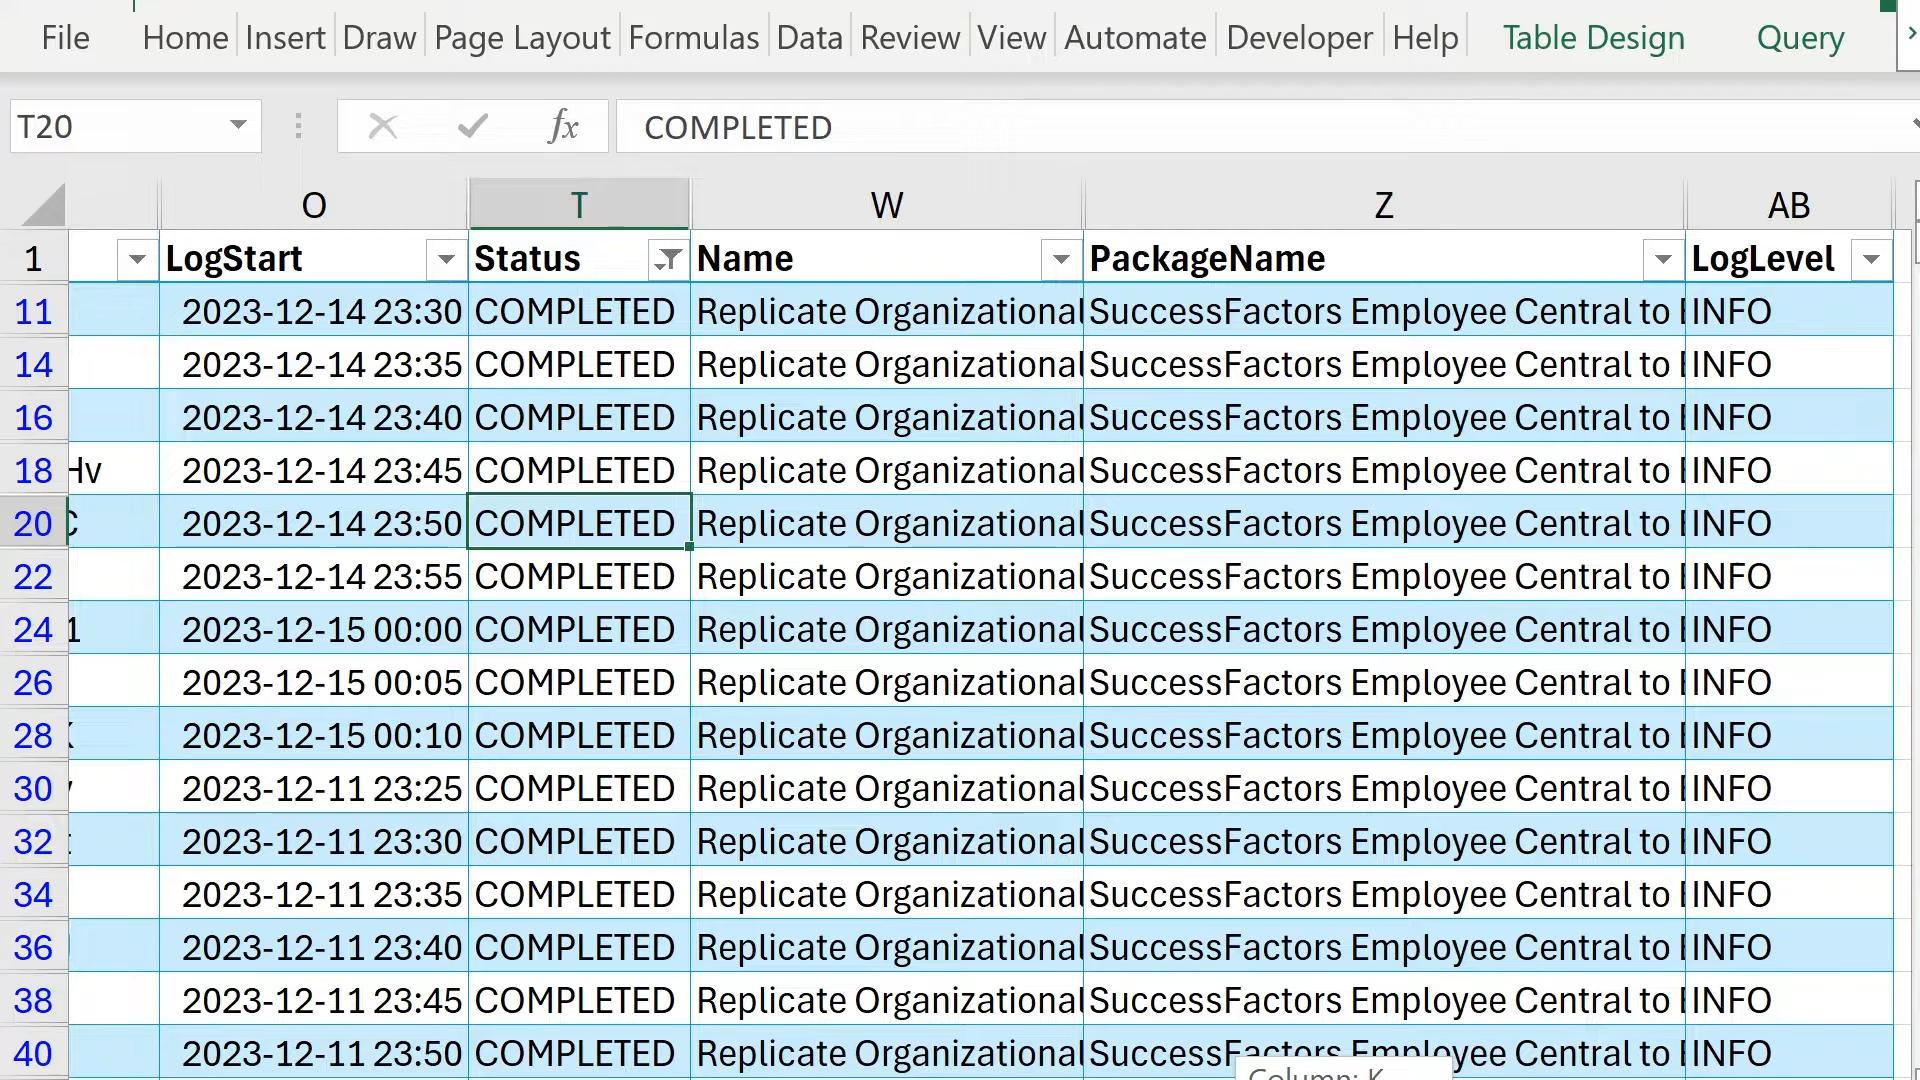 File Home Insert Draw Page Layout Formulas Data Review View Automate Developer Help Table Design Query
T20 fx COMPLETED
O T W Z AB
1 LogStart Status Name PackageName LogLevel
11 2023-12-14 23:30 COMPLETED Replicate Organizational SuccessFactors Employee Central to INFO
14 2023-12-14 23:35 COMPLETED Replicate Organizational SuccessFactors Employee Central to INFO
16 2023-12-14 23:40 COMPLETED Replicate Organizational SuccessFactors Employee Central to INFO
18 Hv 2023-12-14 23:45 COMPLETED Replicate Organizational SuccessFactors Employee Central to INFO
20 2023-12-14 23:50 COMPLETED Replicate Organizational SuccessFactors Employee Central to INFO
22 2023-12-14 23:55 COMPLETED Replicate Organizational SuccessFactors Employee Central to INFO
24 1 2023-12-15 00:00 COMPLETED Replicate Organizational SuccessFactors Employee Central to INFO
26 2023-12-15 00:05 COMPLETED Replicate Organizational SuccessFactors Employee Central to INFO
28 2023-12-15 00:10 COMPLETED Replicate Organizational SuccessFactors Employee Central to INFO
30 2023-12-11 23:25 COMPLETED Replicate Organizational SuccessFactors Employee Central to INFO
32 2023-12-11 23:30 COMPLETED Replicate Organizational SuccessFactors Employee Central to INFO
34 2023-12-11 23:35 COMPLETED Replicate Organizational SuccessFactors Employee Central to INFO
36 2023-12-11 23:40 COMPLETED Replicate Organizational SuccessFactors Employee Central to INFO
38 2023-12-11 23:45 COMPLETED Replicate Organizational SuccessFactors Employee Central to INFO
40 2023-12-11 23:50 COMPLETED Replicate Organizational SuccessFactors Employee Central to INFO
Column: K